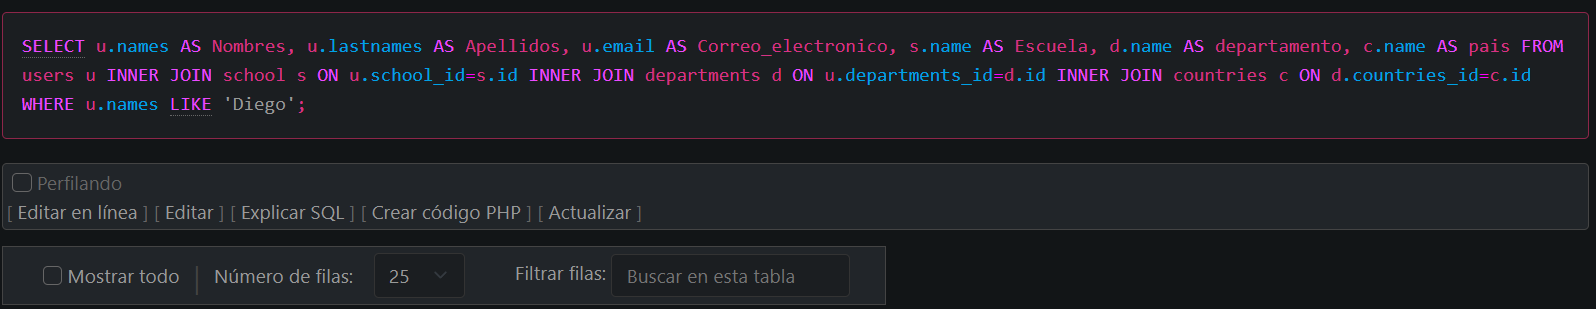 SELECT u.names AS Nombres, u.lastnames AS Apellidos, u.email AS Correo_electronico, s.name AS Escuela, d.name AS departamento, c.name AS pais FROM
users u INNER JOIN school s ON u.school_id=s.id INNER JOIN departments d ON u.departments_id=d.id INNER JOIN countries c ON d.countries_id=c.id
WHERE u.names LIKE 'Diego';
Perfilando
[ Editar en línea ] [ Editar ] [ Explicar SQL ] [ Crear código PHP ] [ Actualizar ]
Mostrar todo | Número de filas: 25 Filtrar filas: Buscar en esta tabla